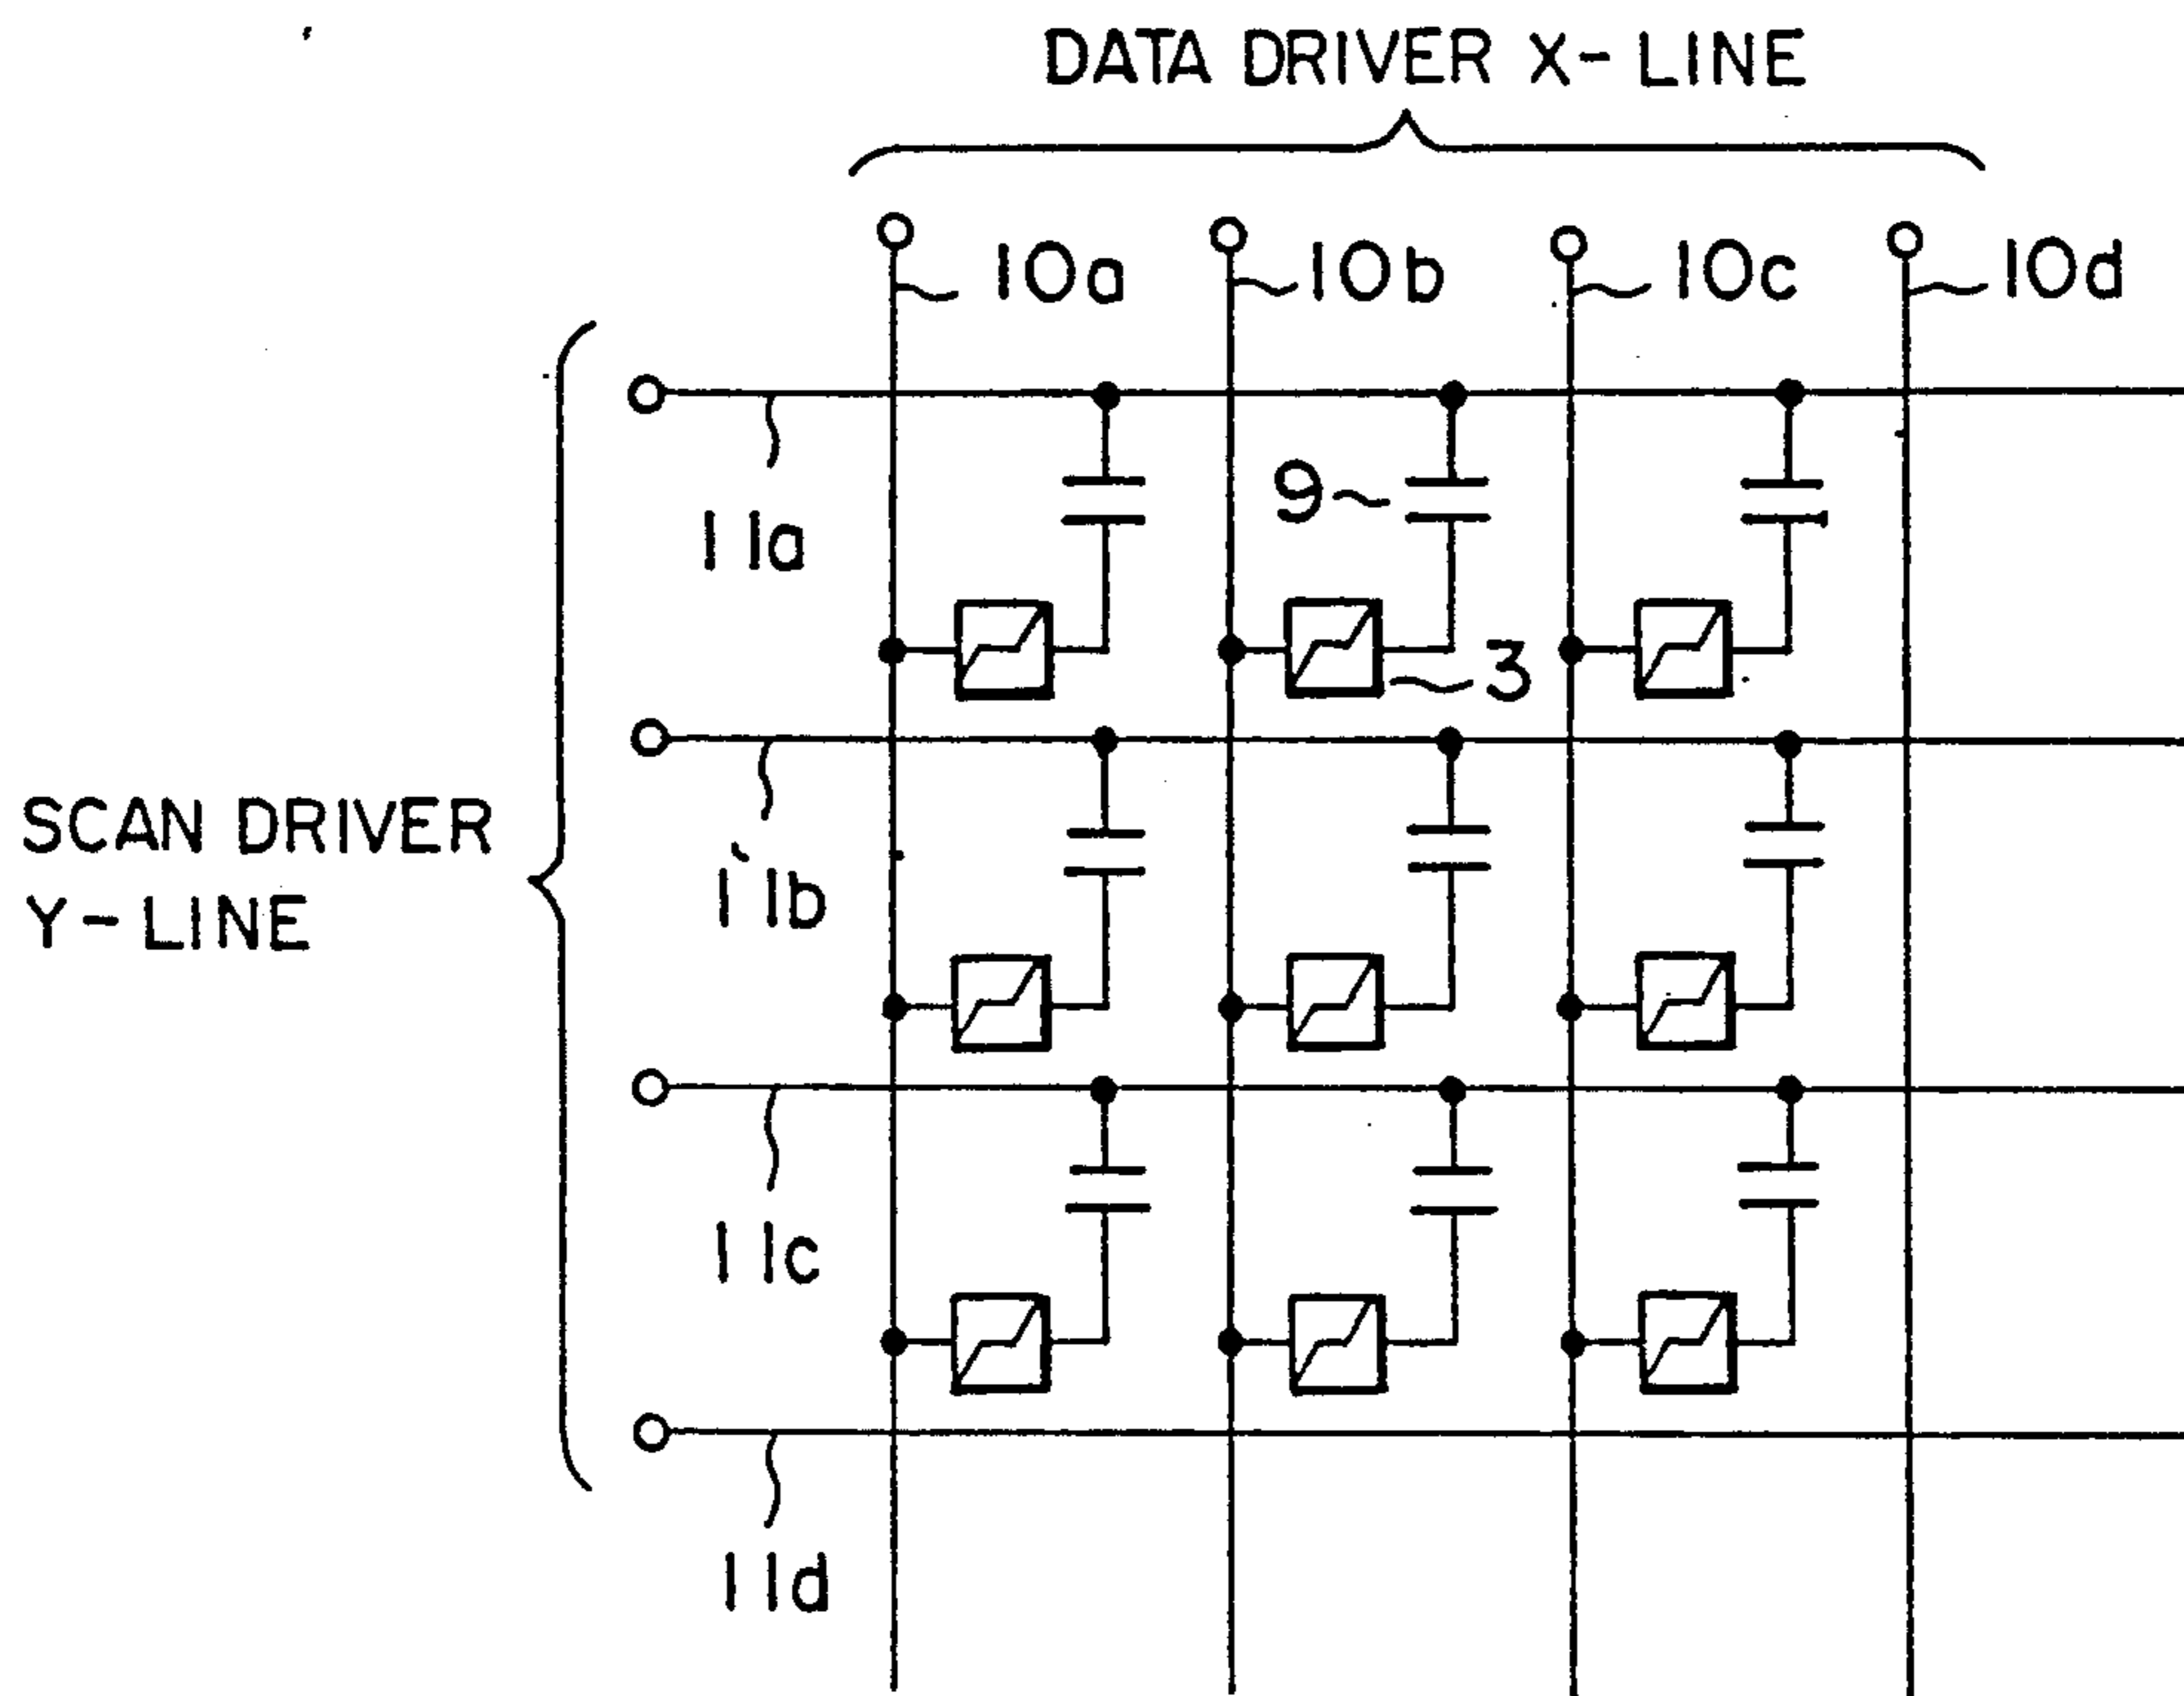 DATA DRIVER X-LINE
10a 10b 10c 10d
11a
9
3
SCAN DRIVER
Y-LINE
11b
11c
11d